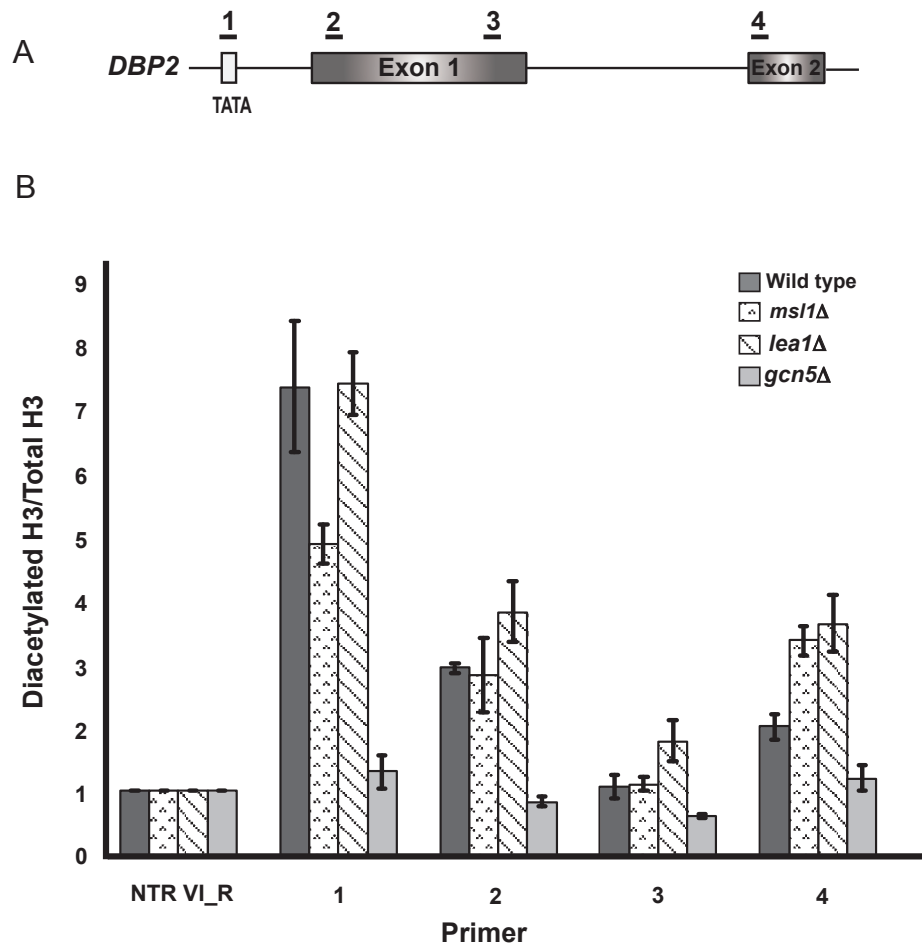 A
1
2
3
4
DBP2
Exon 1
Exon 2
TATA
B
9
8
7
6
5
4
3
2
1
0
Diacetylated H3/Total H3
Wild type
msl1Δ
lea1Δ
gcn5Δ
NTR VI_R
1
2
3
4
Primer